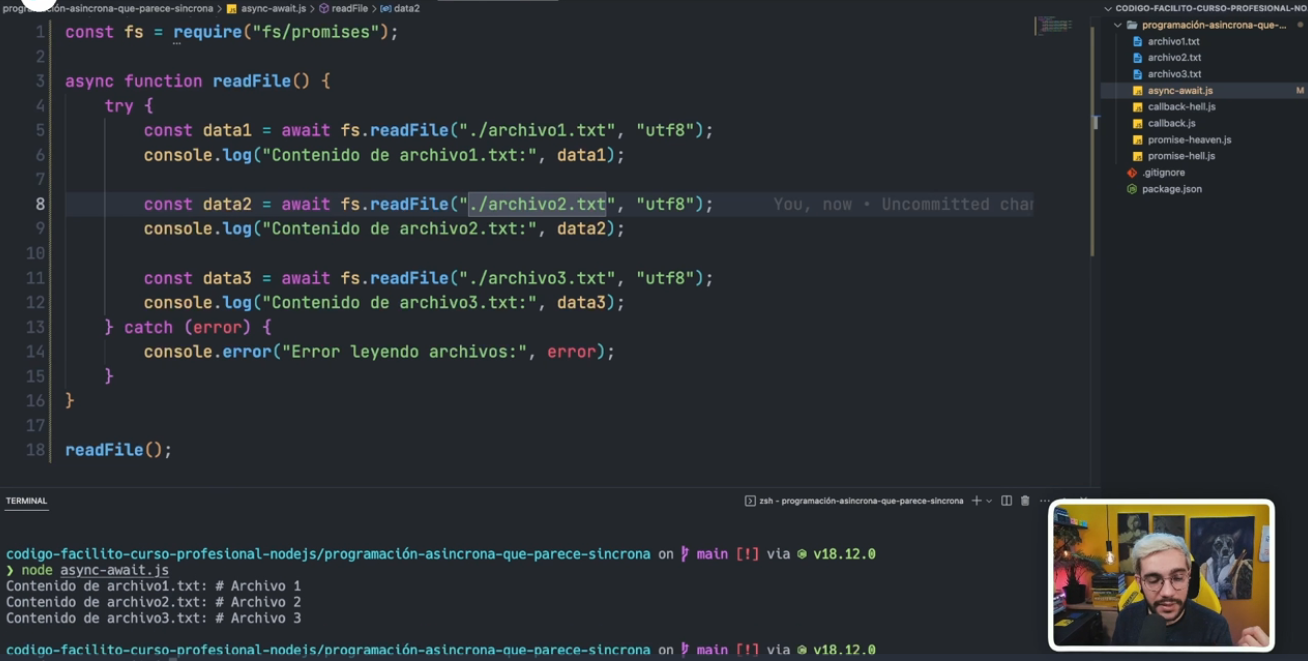 programación-asincrona-que-parece-sincrona > async-await.js > readFile > data2
1 const fs = require("fs/promises");
2
3 async function readFile() {
4 try {
5 const data1 = await fs.readFile("./archivo1.txt", "utf8");
6 console.log("Contenido de archivo1.txt:", data1);
7
8 const data2 = await fs.readFile("./archivo2.txt", "utf8"); You, now • Uncommitted char
9 console.log("Contenido de archivo2.txt:", data2);
10
11 const data3 = await fs.readFile("./archivo3.txt", "utf8");
12 console.log("Contenido de archivo3.txt:", data3);
13 } catch (error) {
14 console.error("Error leyendo archivos:", error);
15 }
16 }
17
18 readFile();
CODIGO-FACILITO-CURSO-PROFESIONAL-NO
programación-asincrona-que-...
archivo1.txt
archivo2.txt
archivo3.txt
async-await.js M
callback-hell.js
callback.js
promise-heaven.js
promise-hell.js
.gitignore
package.json
TERMINAL
zsh - programación-asincrona-que-parece-sincrona
codigo-facilito-curso-profesional-nodejs/programación-asincrona-que-parece-sincrona on main [!] via v18.12.0
❯ node async-await.js
Contenido de archivo1.txt: # Archivo 1
Contenido de archivo2.txt: # Archivo 2
Contenido de archivo3.txt: # Archivo 3
codigo-facilito-curso-profesional-nodejs/programación-asincrona-que-parece-sincrona on main [!] via v18.12.0